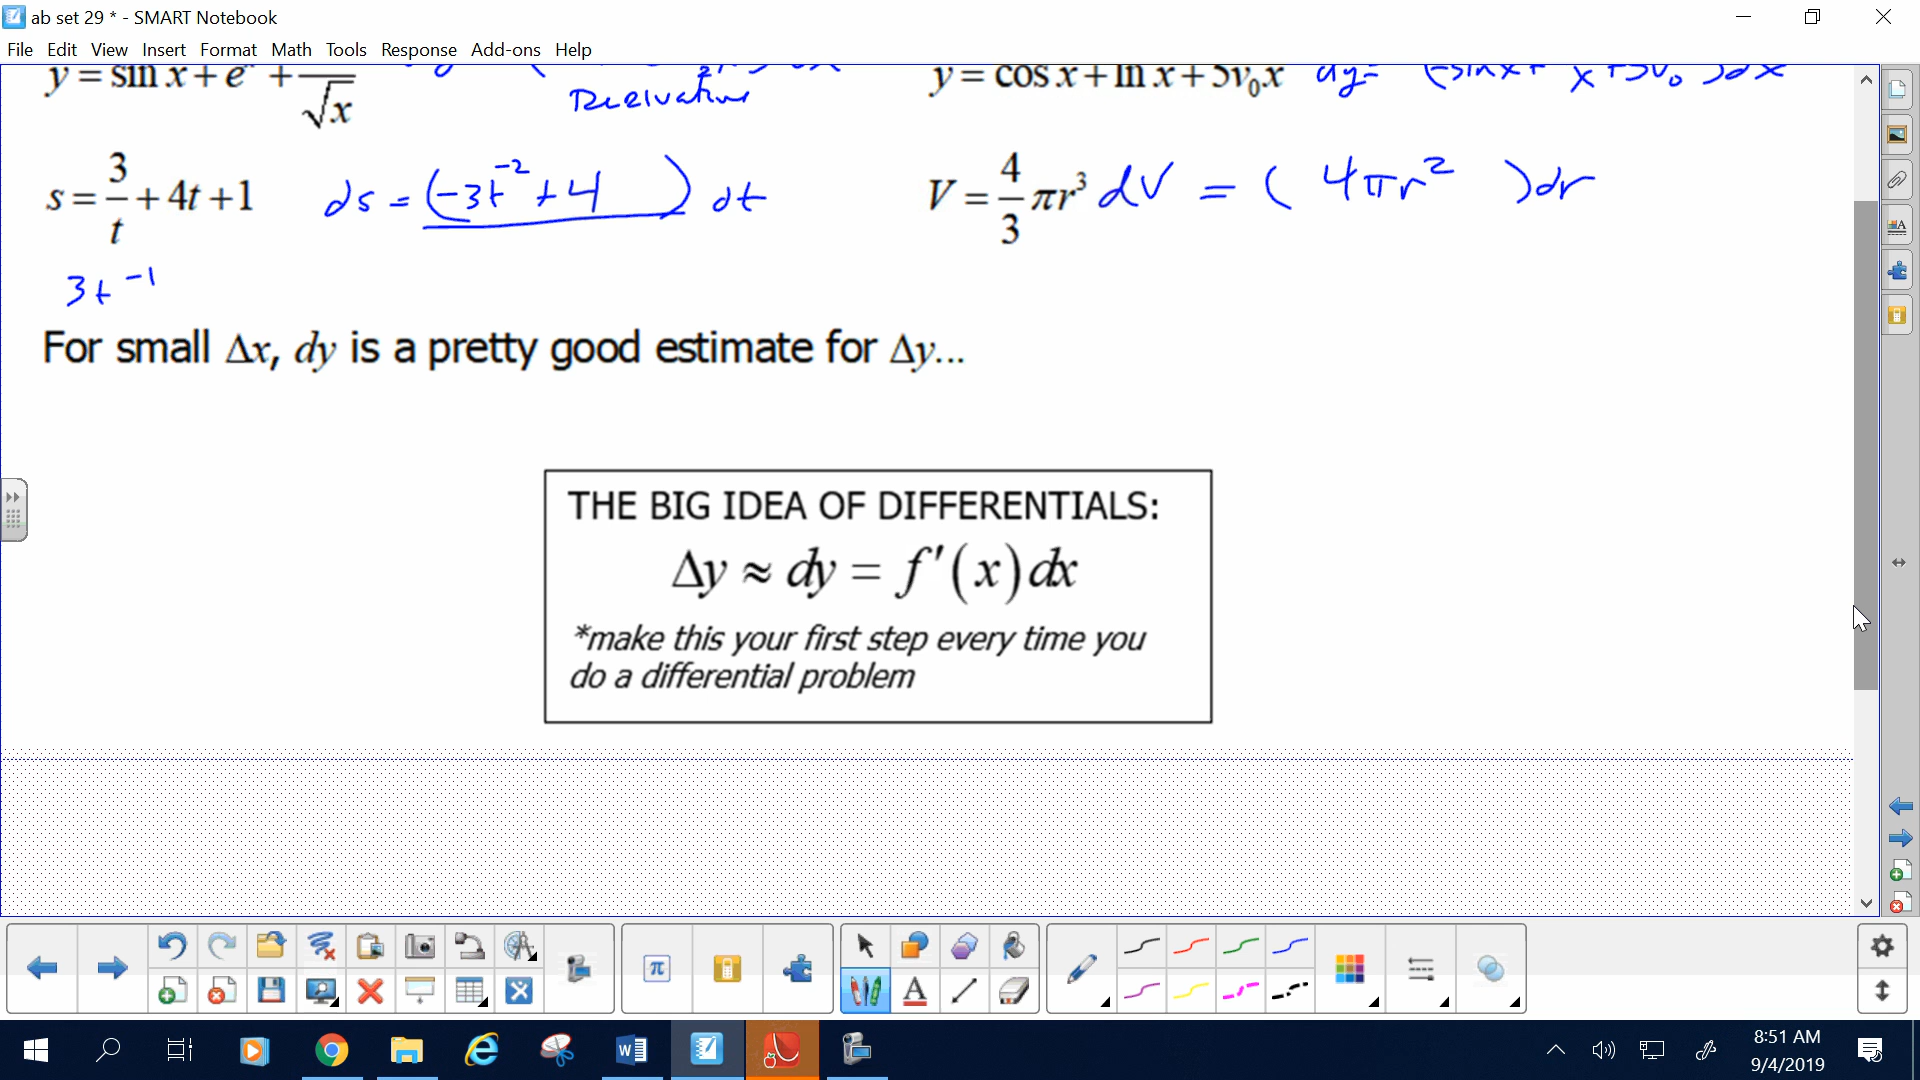 ab set 29 * - SMART Notebook
File Edit View Insert Format Math Tools Response Add-ons Help
y = sin x + e + √x
Derivative
y = cos x + ln x + 5v₀x dy=
s = 3/t + 4t + 1 ds = (-3t⁻² + 4 ) dt
V = 4/3 πr³ dV = ( 4πr² )dr
3t⁻¹
For small Δx, dy is a pretty good estimate for Δy...
THE BIG IDEA OF DIFFERENTIALS:
Δy ≈ dy = f′(x)dx
*make this your first step every time you
do a differential problem
8:51 AM
9/4/2019